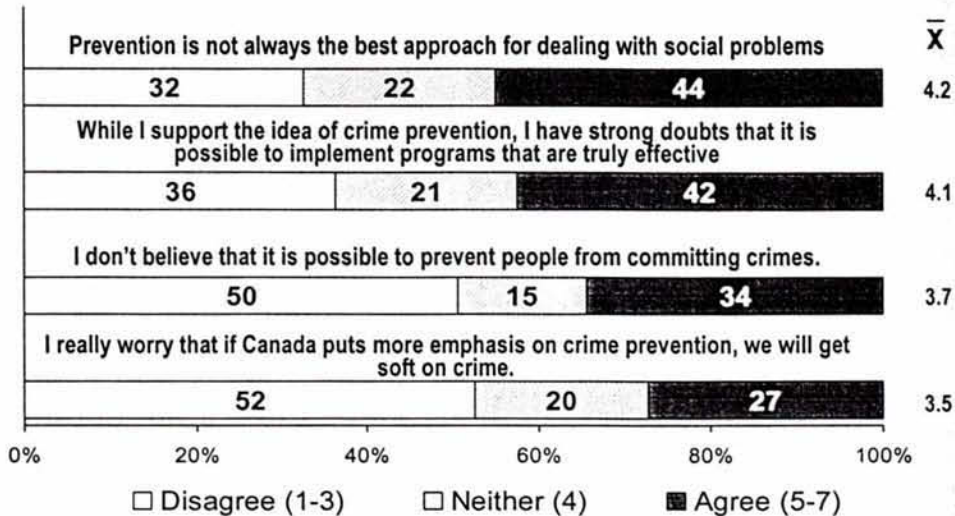 X̄
Prevention is not always the best approach for dealing with social problems
32 22 44 4.2
While I support the idea of crime prevention, I have strong doubts that it is
possible to implement programs that are truly effective
36 21 42 4.1
I don't believe that it is possible to prevent people from committing crimes.
50 15 34 3.7
I really worry that if Canada puts more emphasis on crime prevention, we will get
soft on crime.
52 20 27 3.5
0% 20% 40% 60% 80% 100%
Disagree (1-3) Neither (4) Agree (5-7)